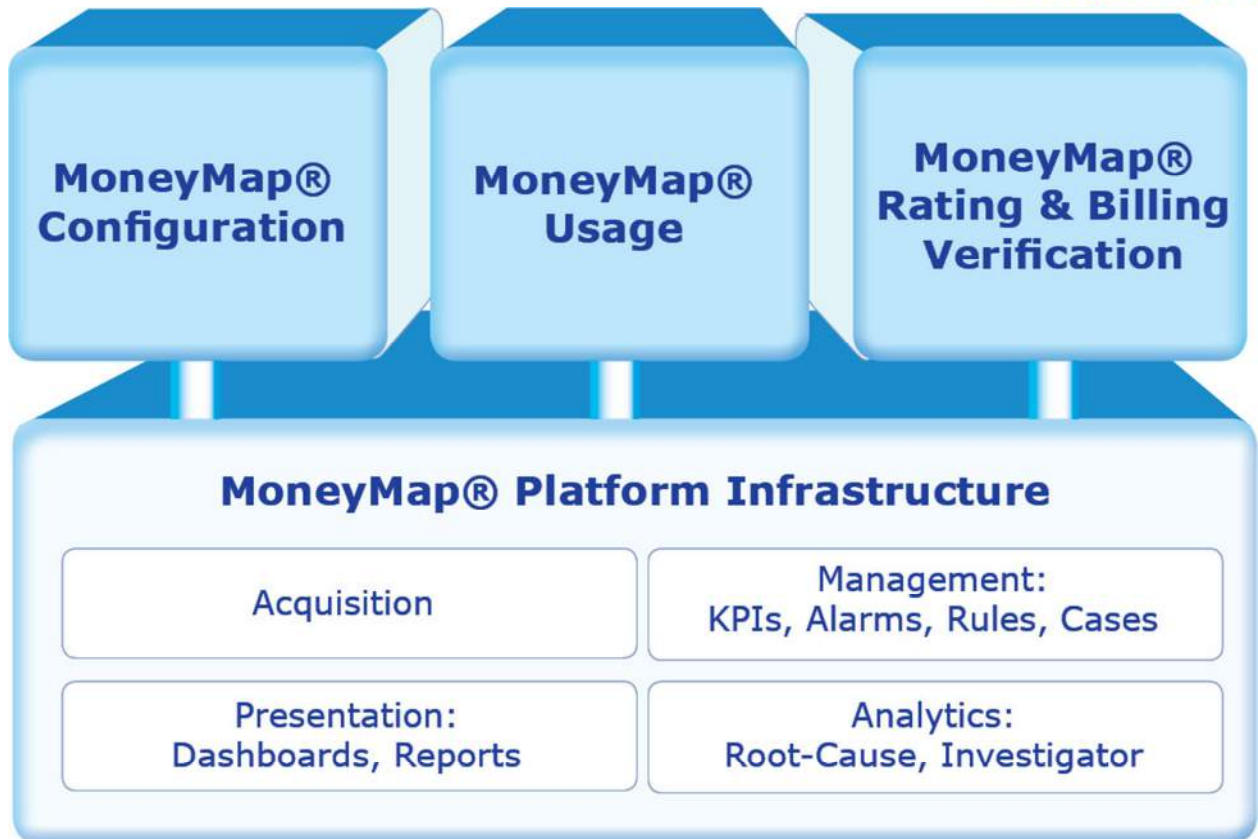 MoneyMap®
Configuration
MoneyMap®
Usage
MoneyMap®
Rating & Billing
Verification
MoneyMap® Platform Infrastructure
Acquisition
Management:
KPIs, Alarms, Rules, Cases
Presentation:
Dashboards, Reports
Analytics:
Root-Cause, Investigator